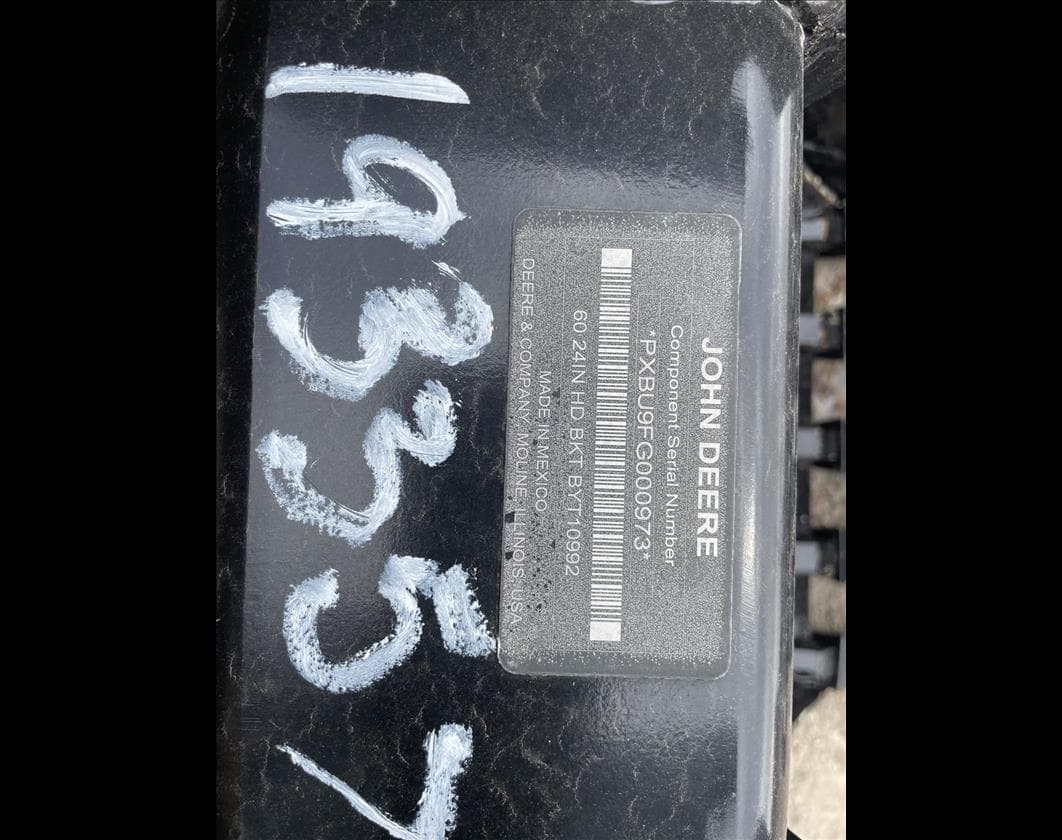 JOHN DEERE
Component Serial Number
*PXBU9FG000973*
60 24IN HD BKT BYT10992
MADE IN MEXICO
DEERE & COMPANY, MOLINE, ILLINOIS USA
193357